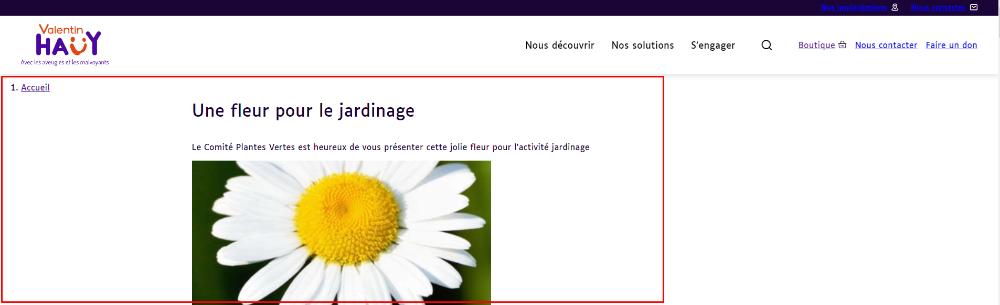 Nos implantations Nous contacter
Valentin
HAÜY
Avec les aveugles et les malvoyants
Nous découvrir Nos solutions S'engager Boutique Nous contacter Faire un don
1. Accueil
Une fleur pour le jardinage
Le Comité Plantes Vertes est heureux de vous présenter cette jolie fleur pour l'activité jardinage